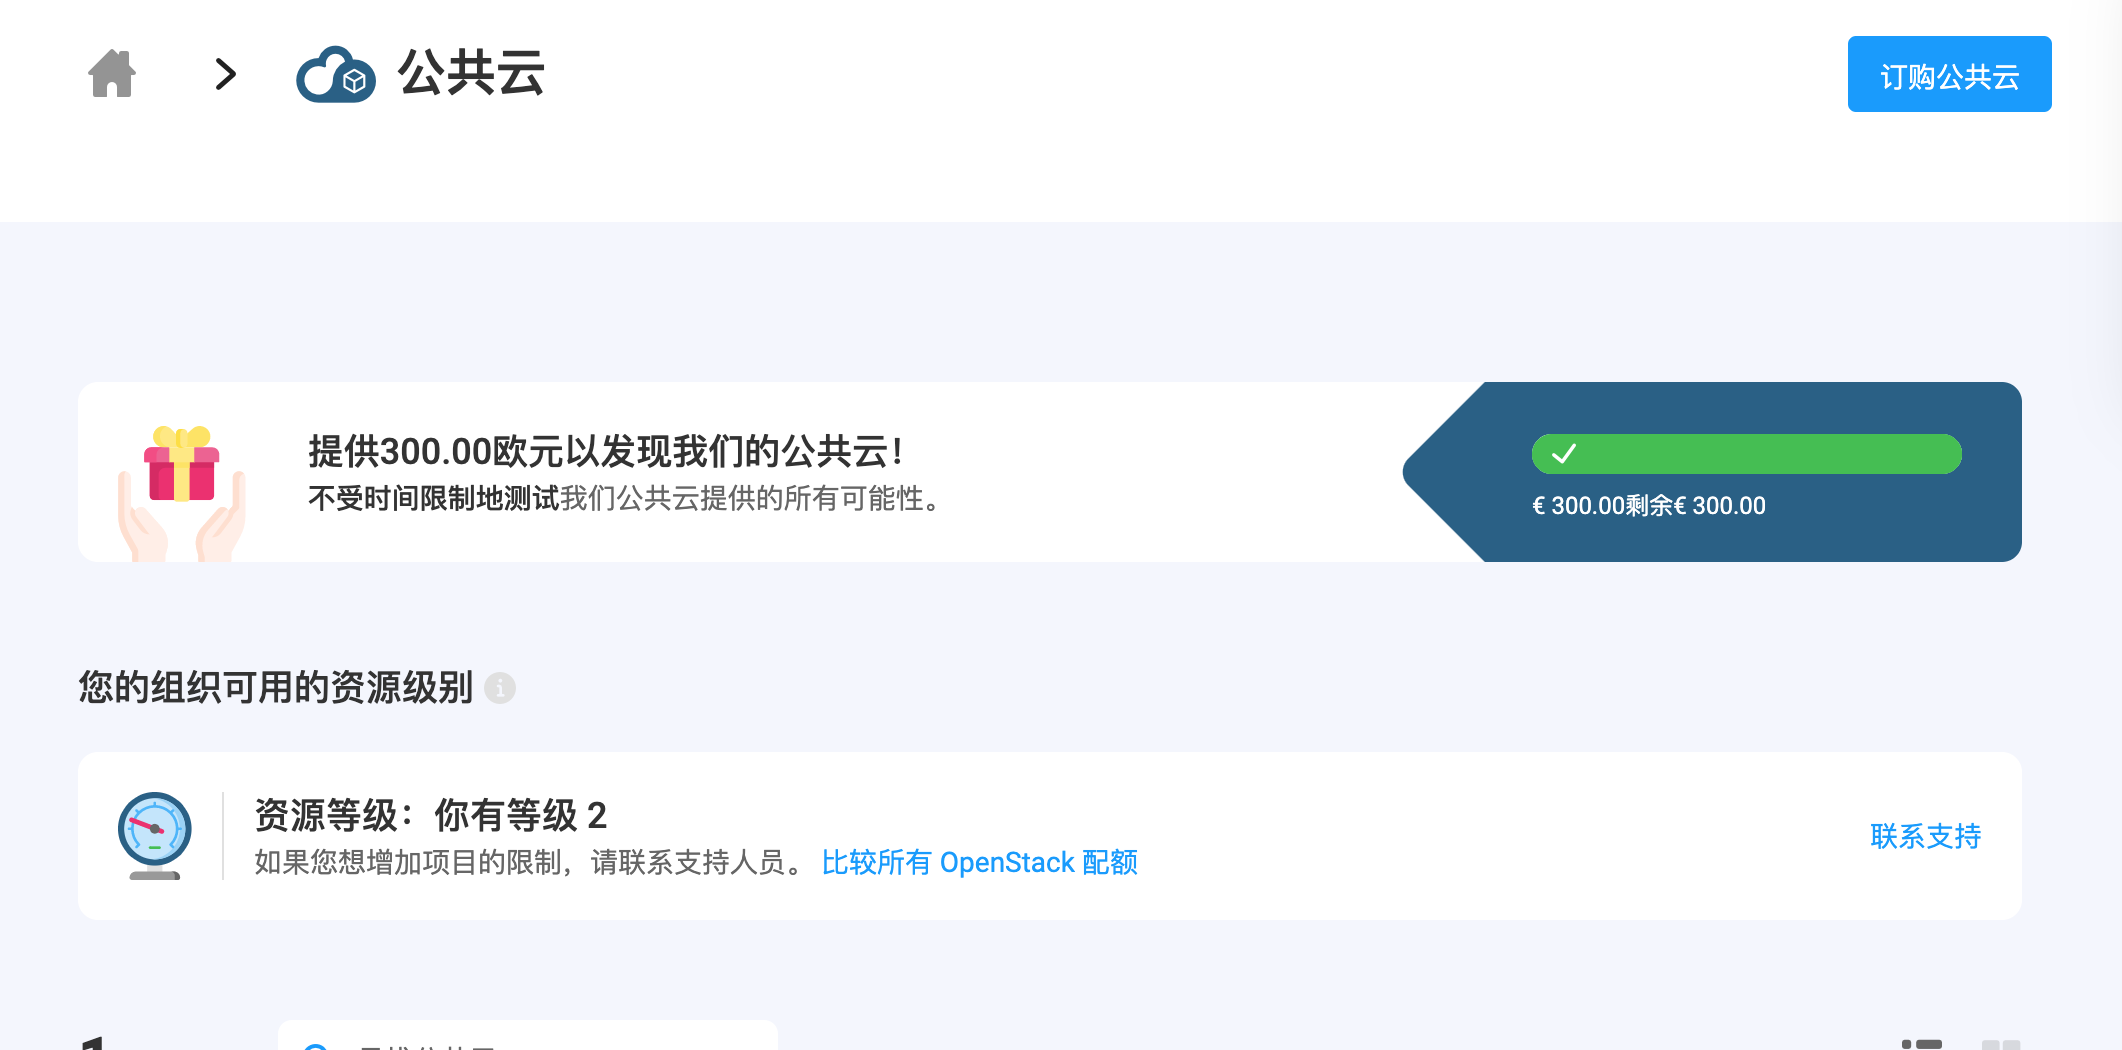 公共云
订购公共云
提供300.00欧元以发现我们的公共云！
不受时间限制地测试我们公共云提供的所有可能性。
€ 300.00剩余€ 300.00
您的组织可用的资源级别
资源等级：你有等级 2
如果您想增加项目的限制，请联系支持人员。 比较所有 OpenStack 配额
联系支持